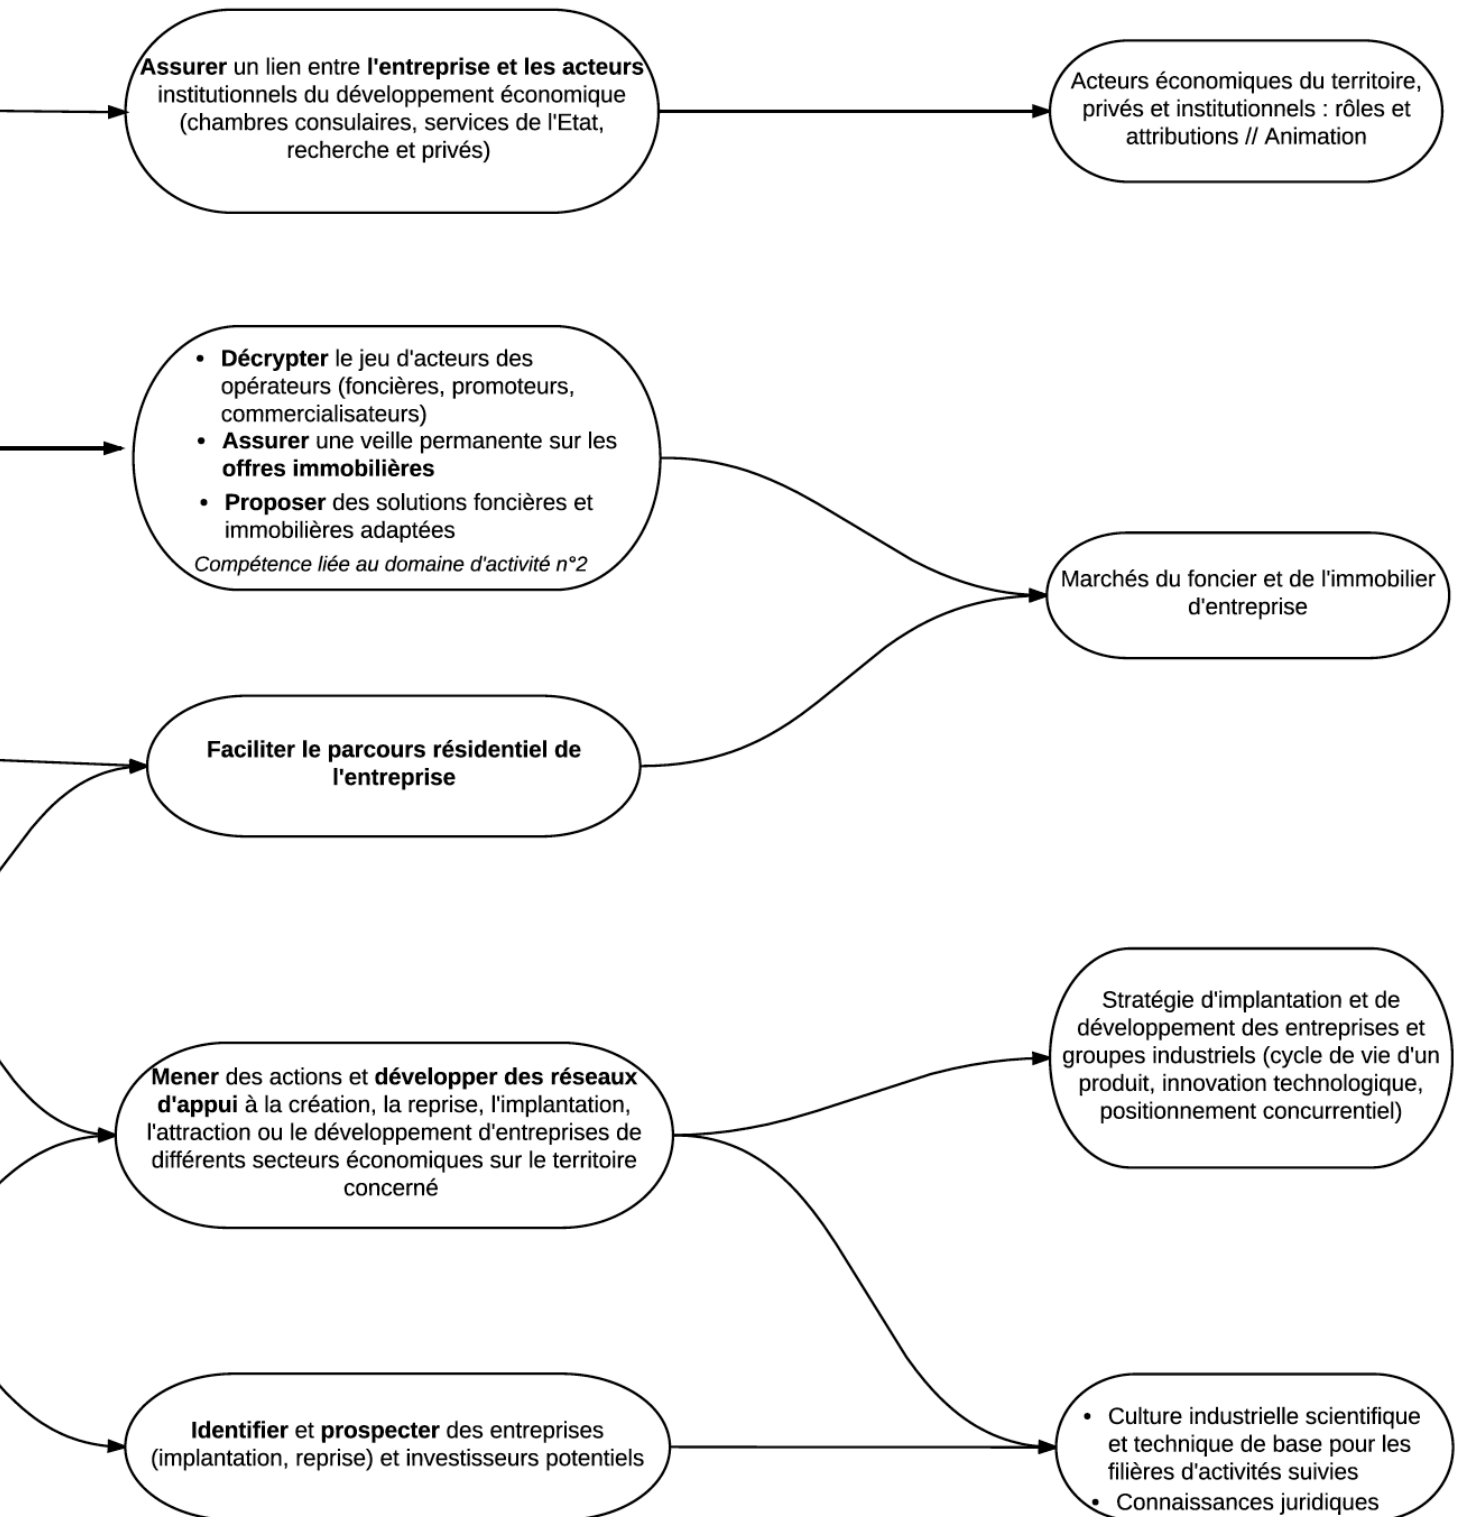 Assurer un lien entre l'entreprise et les acteurs
institutionnels du développement économique
(chambres consulaires, services de l'Etat,
recherche et privés)
Acteurs économiques du territoire,
privés et institutionnels : rôles et
attributions // Animation
• Décrypter le jeu d'acteurs des
opérateurs (foncières, promoteurs,
commercialisateurs)
• Assurer une veille permanente sur les
offres immobilières
• Proposer des solutions foncières et
immobilières adaptées
Compétence liée au domaine d'activité n°2
Marchés du foncier et de l'immobilier
d'entreprise
Faciliter le parcours résidentiel de
l'entreprise
Stratégie d'implantation et de
développement des entreprises et
groupes industriels (cycle de vie d'un
produit, innovation technologique,
positionnement concurrentiel)
Mener des actions et développer des réseaux
d'appui à la création, la reprise, l'implantation,
l'attraction ou le développement d'entreprises de
différents secteurs économiques sur le territoire
concerné
Identifier et prospecter des entreprises
(implantation, reprise) et investisseurs potentiels
• Culture industrielle scientifique
et technique de base pour les
filières d'activités suivies
• Connaissances juridiques